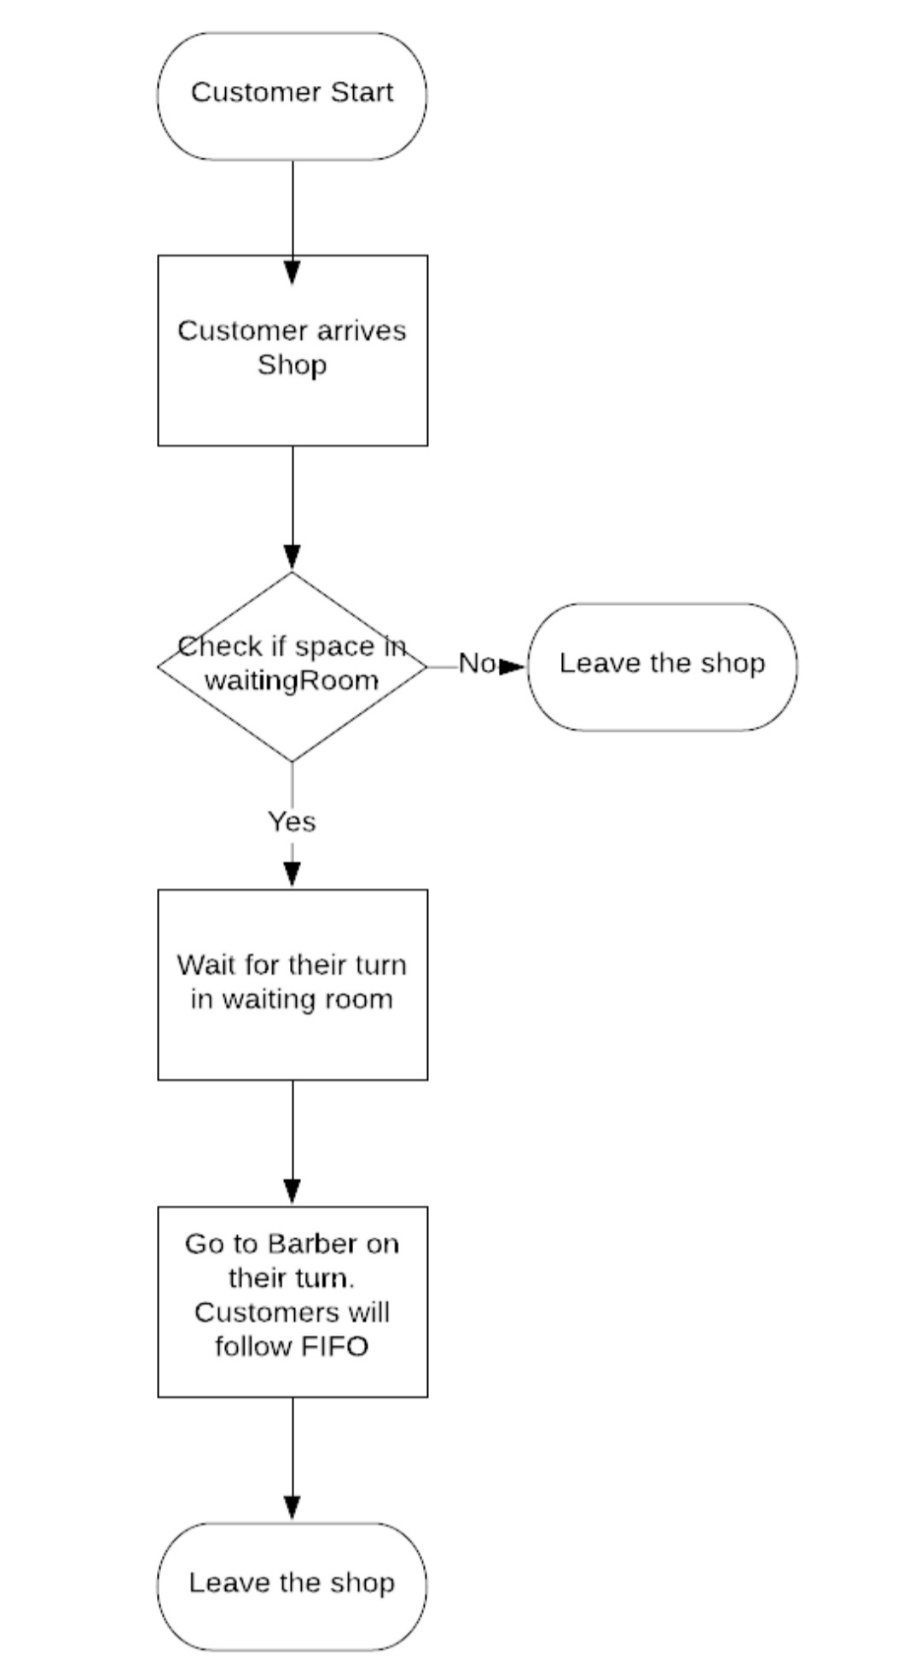 Customer Start
Customer arrives
Shop
Check if space in
waitingRoom
No
Leave the shop
Yes
Wait for their turn
in waiting room
Go to Barber on
their turn.
Customers will
follow FIFO
Leave the shop